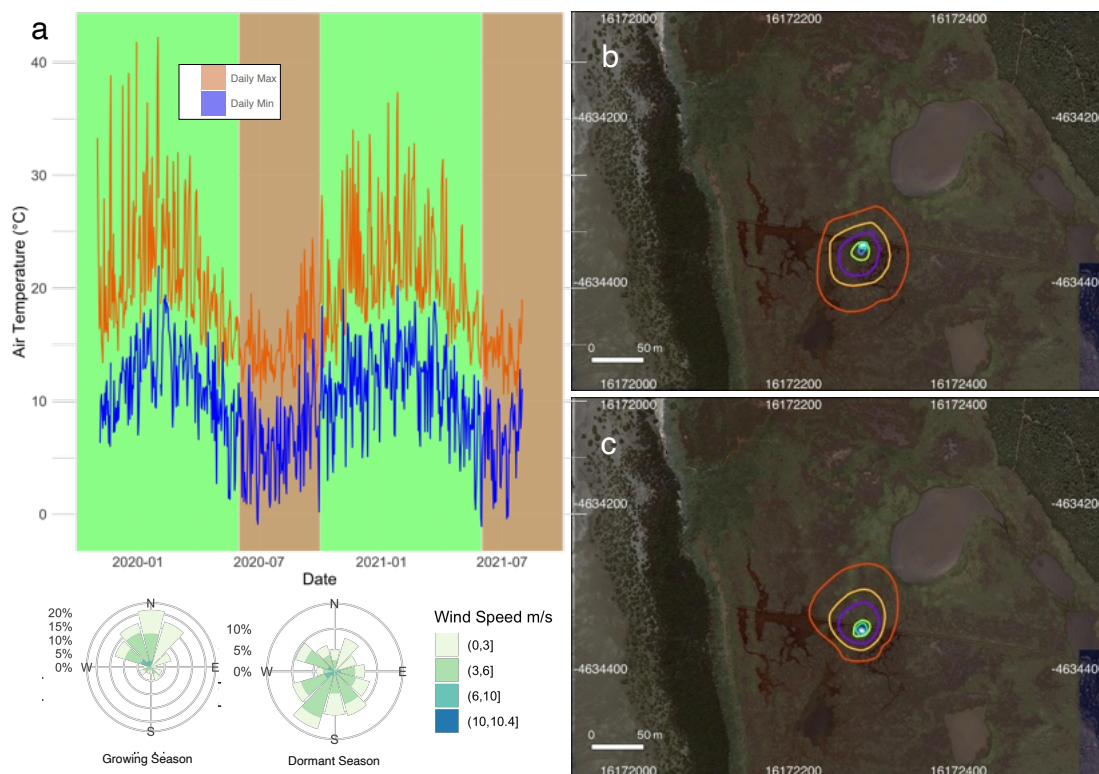 a
40
30
20
10
0
Air Temperature (°C)
Daily Max
Daily Min
2020-01
2020-07
2021-01
2021-07
Date
N
20%
15%
10%
5%
0%
W
E
S
Growing Season
N
10%
5%
0%
W
E
S
Dormant Season
Wind Speed m/s
(0,3]
(3,6]
(6,10]
(10,10.4]
b
16172000
16172200
16172400
-4634200
-4634200
-4634400
-4634400
0
50 m
16172000
16172200
16172400
c
16172000
16172200
16172400
-4634200
-4634200
-4634400
-4634400
0
50 m
16172000
16172200
16172400